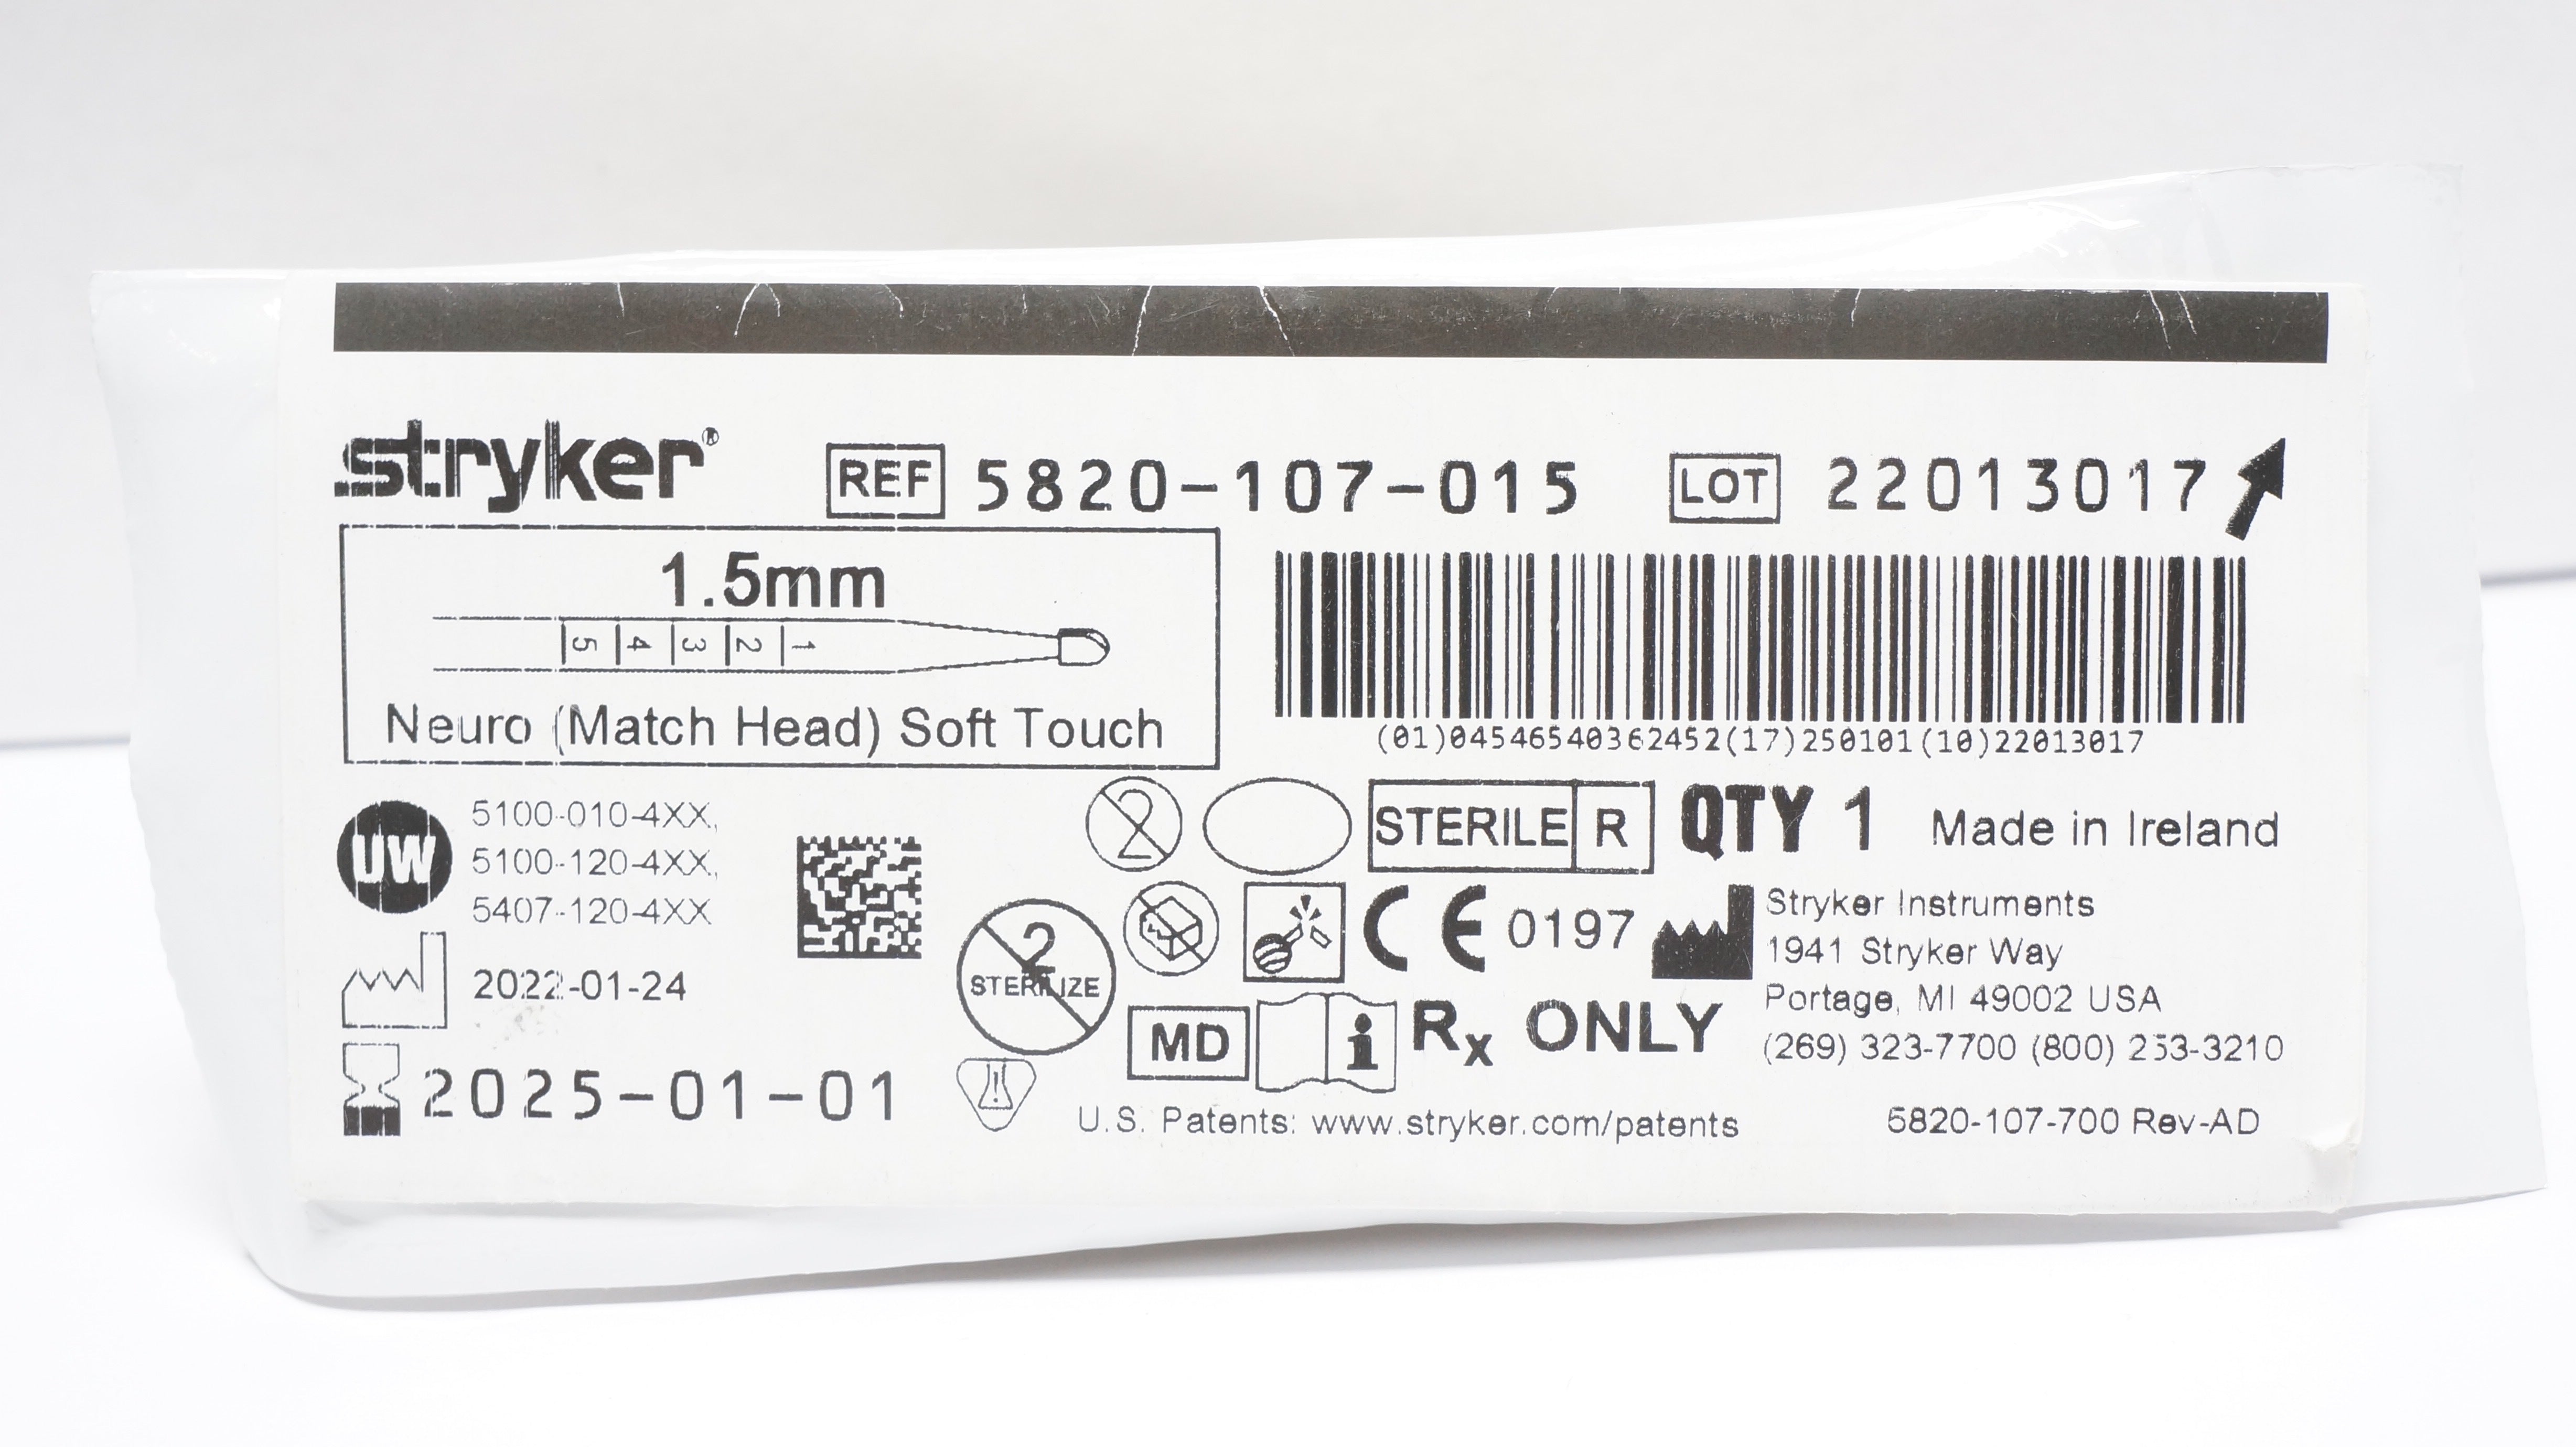 stryker®
REF 5820-107-015
LOT 22013017
1.5mm
5 4 3 2 1
Neuro (Match Head) Soft Touch
(01)04546540362452(17)250101(10)22013017
UW
5100-010-4XX,
5100-120-4XX,
5407-120-4XX
2022-01-24
2025-01-01
2
STERILE R
QTY 1
Made in Ireland
2
STERILIZE
CE 0197
MD
i
Rx ONLY
Stryker Instruments
1941 Stryker Way
Portage, MI 49002 USA
(269) 323-7700 (800) 253-3210
U.S. Patents: www.stryker.com/patents
5820-107-700 Rev-AD